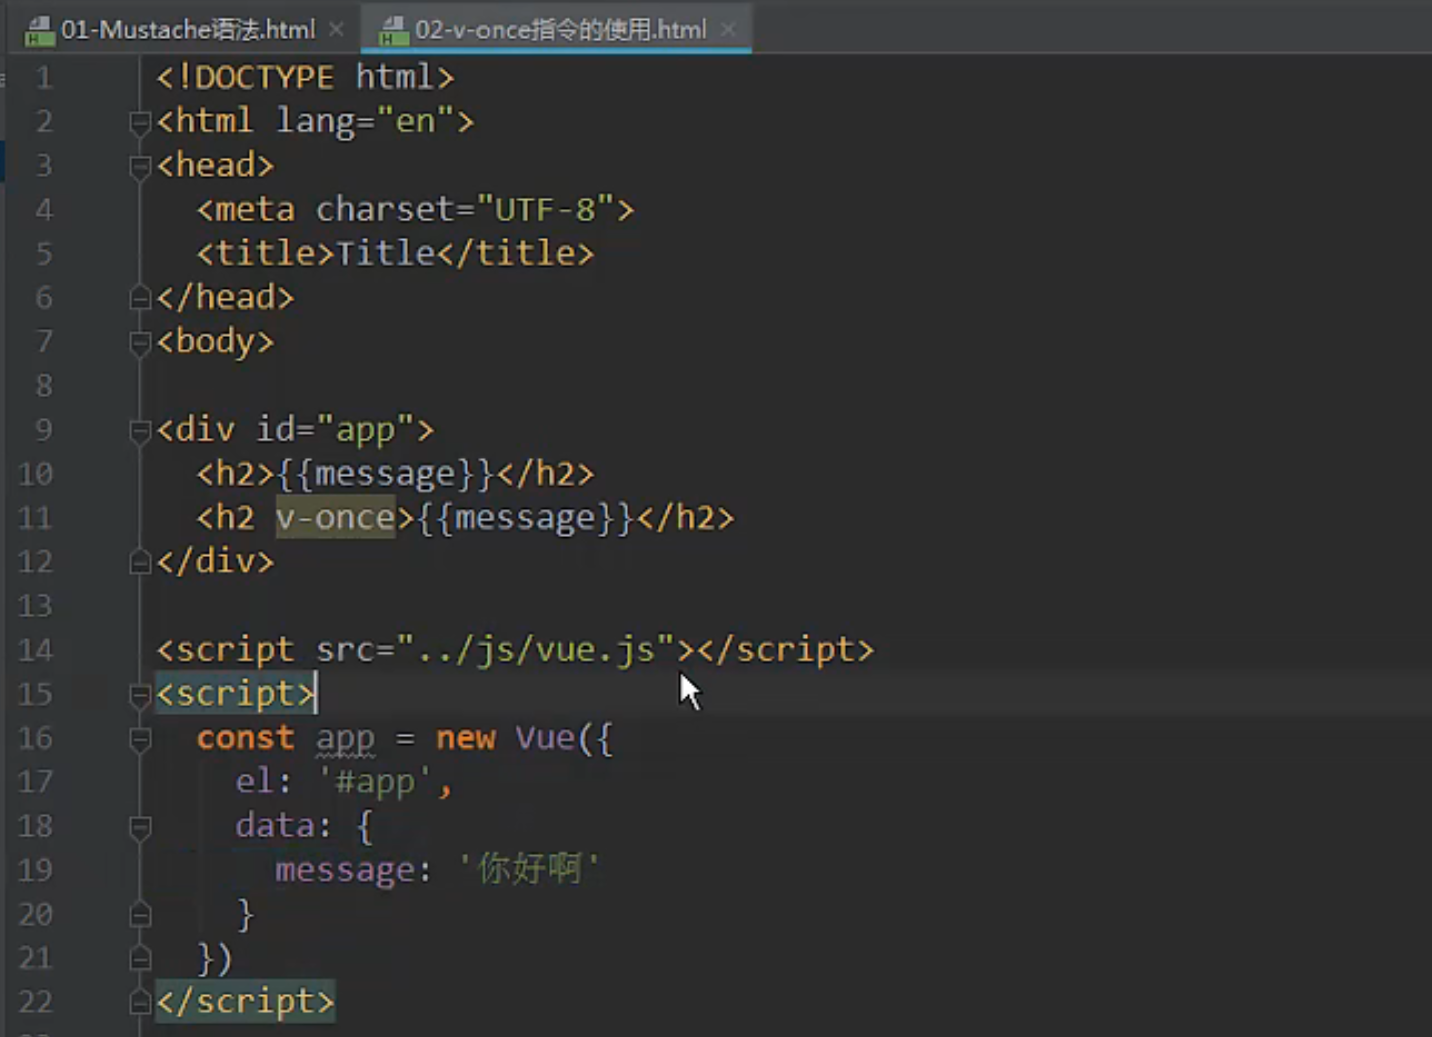 01-Mustache语法.html
02-v-once指令的使用.html
1 <!DOCTYPE html>
2 <html lang="en">
3 <head>
4   <meta charset="UTF-8">
5   <title>Title</title>
6 </head>
7 <body>
8
9 <div id="app">
10   <h2>{{message}}</h2>
11   <h2 v-once>{{message}}</h2>
12 </div>
13
14 <script src="../js/vue.js"></script>
15 <script>
16   const app = new Vue({
17     el: '#app',
18     data: {
19       message: '你好啊'
20     }
21   })
22 </script>